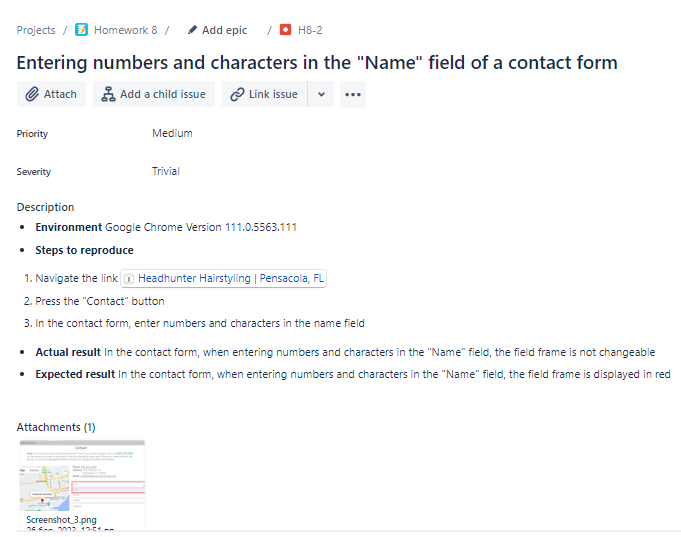 Projects / Homework 8 / Add epic / H8-2
Entering numbers and characters in the "Name" field of a contact form
Attach Add a child issue Link issue
Priority Medium
Severity Trivial
Description
• Environment Google Chrome Version 111.0.5563.111
• Steps to reproduce
1. Navigate the link Headhunter Hairstyling | Pensacola, FL
2. Press the "Contact" button
3. In the contact form, enter numbers and characters in the name field
• Actual result In the contact form, when entering numbers and characters in the "Name" field, the field frame is not changeable
• Expected result In the contact form, when entering numbers and characters in the "Name" field, the field frame is displayed in red
Attachments (1)
Contact
Screenshot_3.png
2023, 12:51